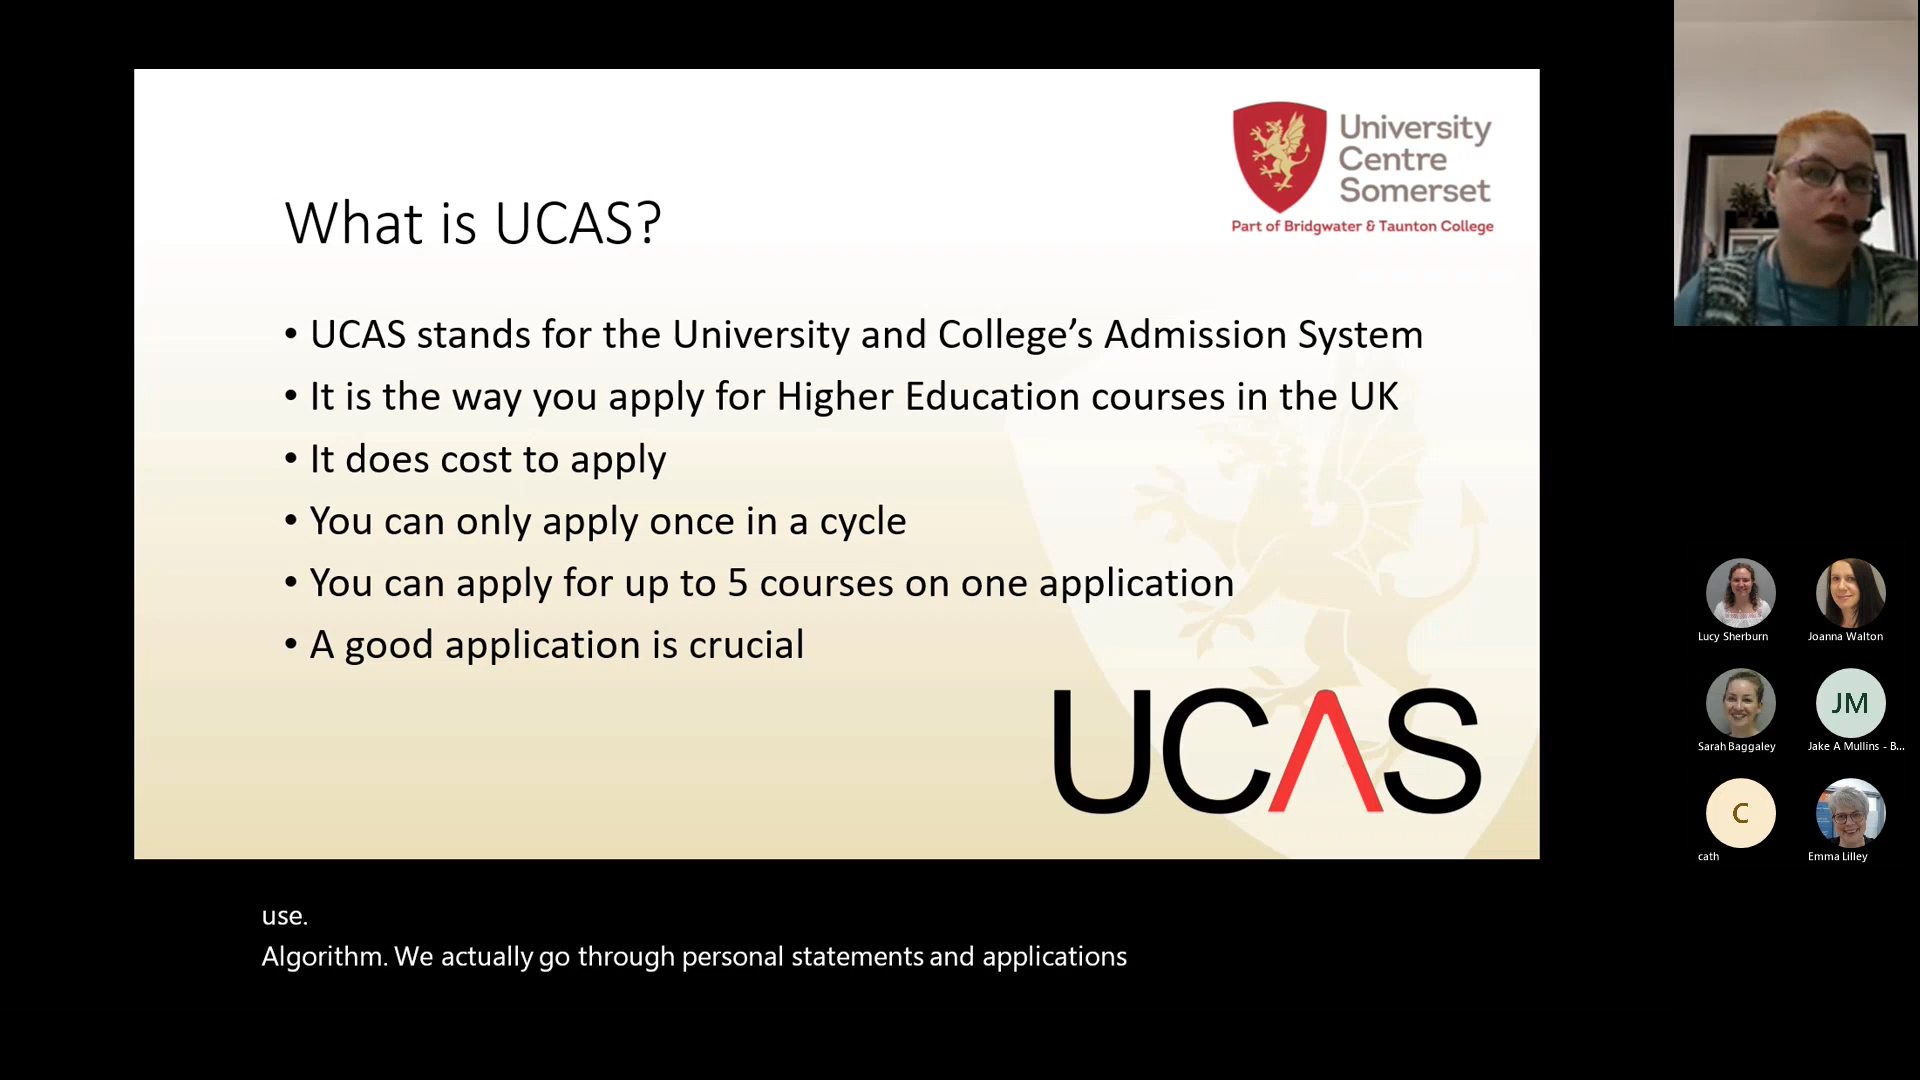 University
Centre
Somerset
Part of Bridgwater & Taunton College
What is UCAS?
• UCAS stands for the University and College’s Admission System
• It is the way you apply for Higher Education courses in the UK
• It does cost to apply
• You can only apply once in a cycle
• You can apply for up to 5 courses on one application
• A good application is crucial
UCAS
Lucy Sherburn
Joanna Walton
Sarah Baggaley
JM
Jake A Mullins - B...
C
cath
Emma Lilley
use.
Algorithm. We actually go through personal statements and applications